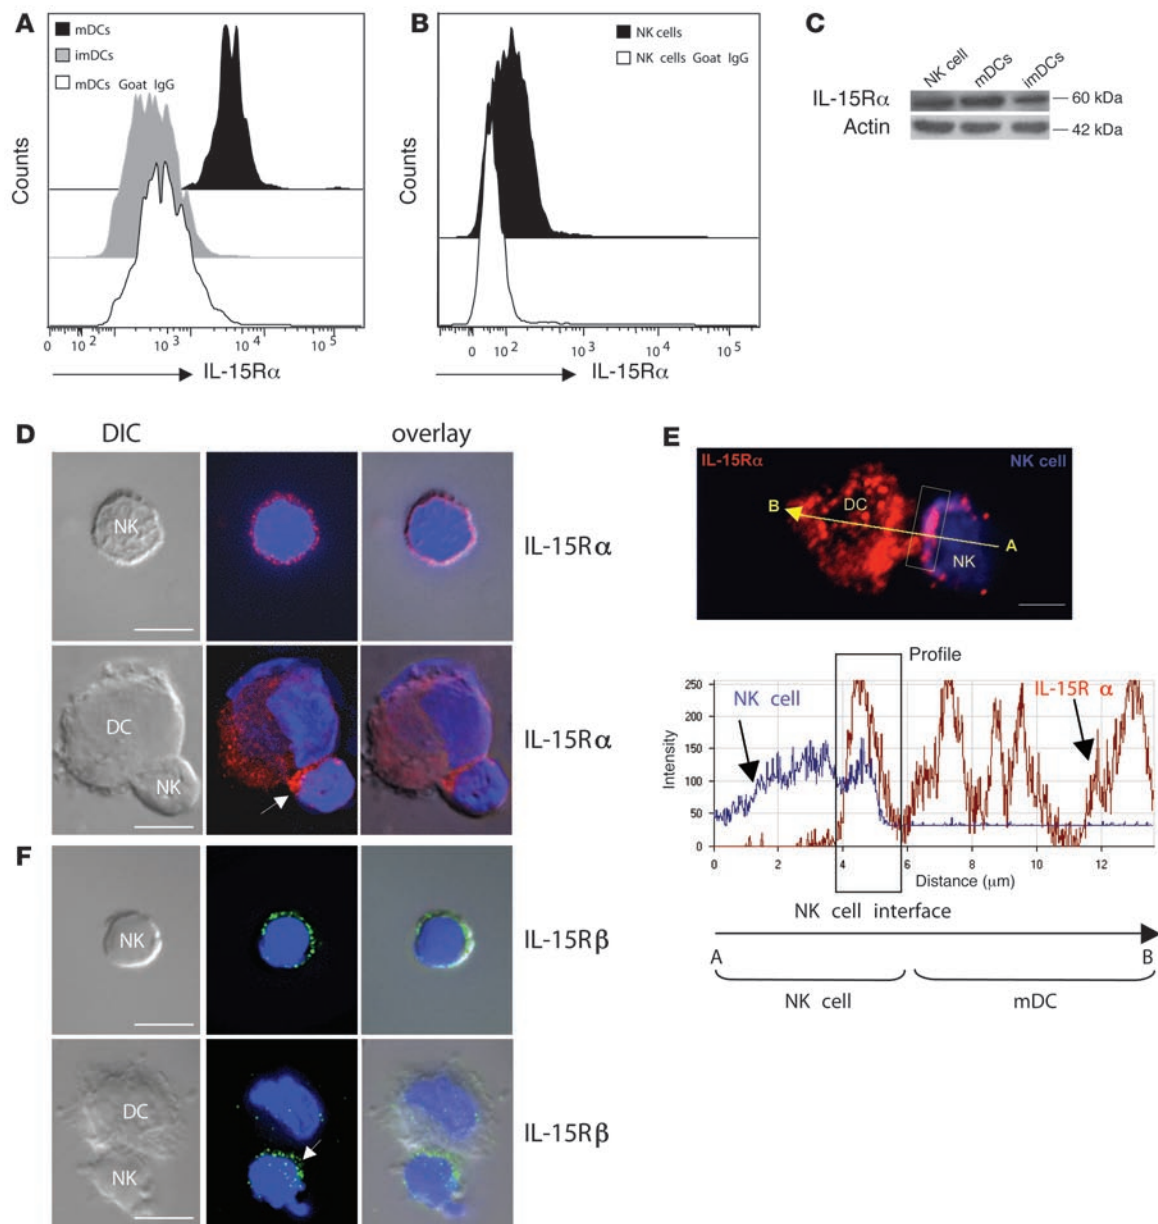 A
mDCs
imDCs
mDCs Goat IgG
Counts
0 10 2 10 3 10 4 10 5
IL-15Rα
B
NK cells
NK cells Goat IgG
Counts
0 10 2 10 3 10 4 10 5
IL-15Rα
C
NK cell mDCs imDCs
IL-15Rα 60 kDa
Actin 42 kDa
D
DIC overlay
NK
IL-15Rα
DC
NK
IL-15Rα
E
IL-15Rα NK cell
DC
B
A
NK
Profile
NK cell
IL-15R α
Intensity
250
200
150
100
50
0
0 2 4 6 8 10 12
Distance (μm)
NK cell interface
A B
NK cell mDC
F
NK
IL-15Rβ
DC
NK
IL-15Rβ